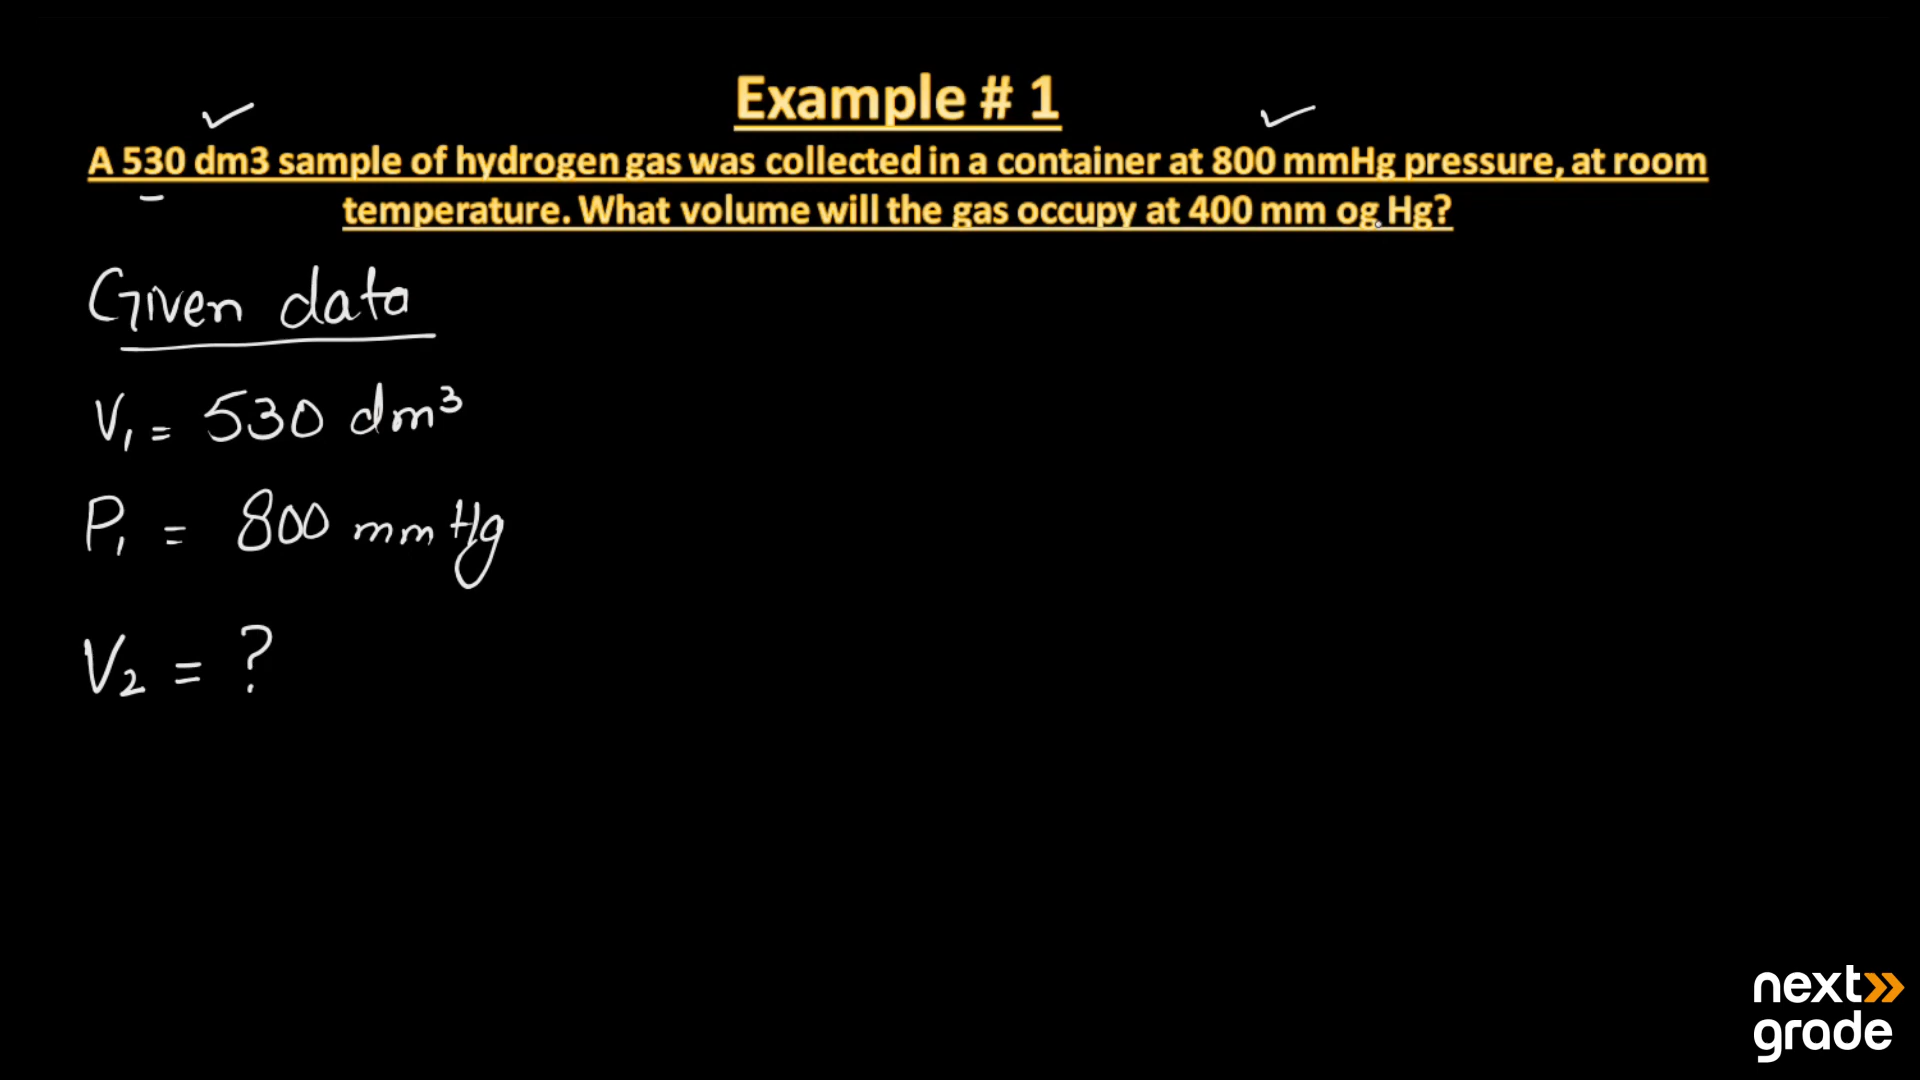 Example # 1
A 530 dm3 sample of hydrogen gas was collected in a container at 800 mmHg pressure, at room
temperature. What volume will the gas occupy at 400 mm og Hg?
Given data
V₁ = 530 dm³
P₁ = 800 mm Hg
V₂ = ?
next
grade